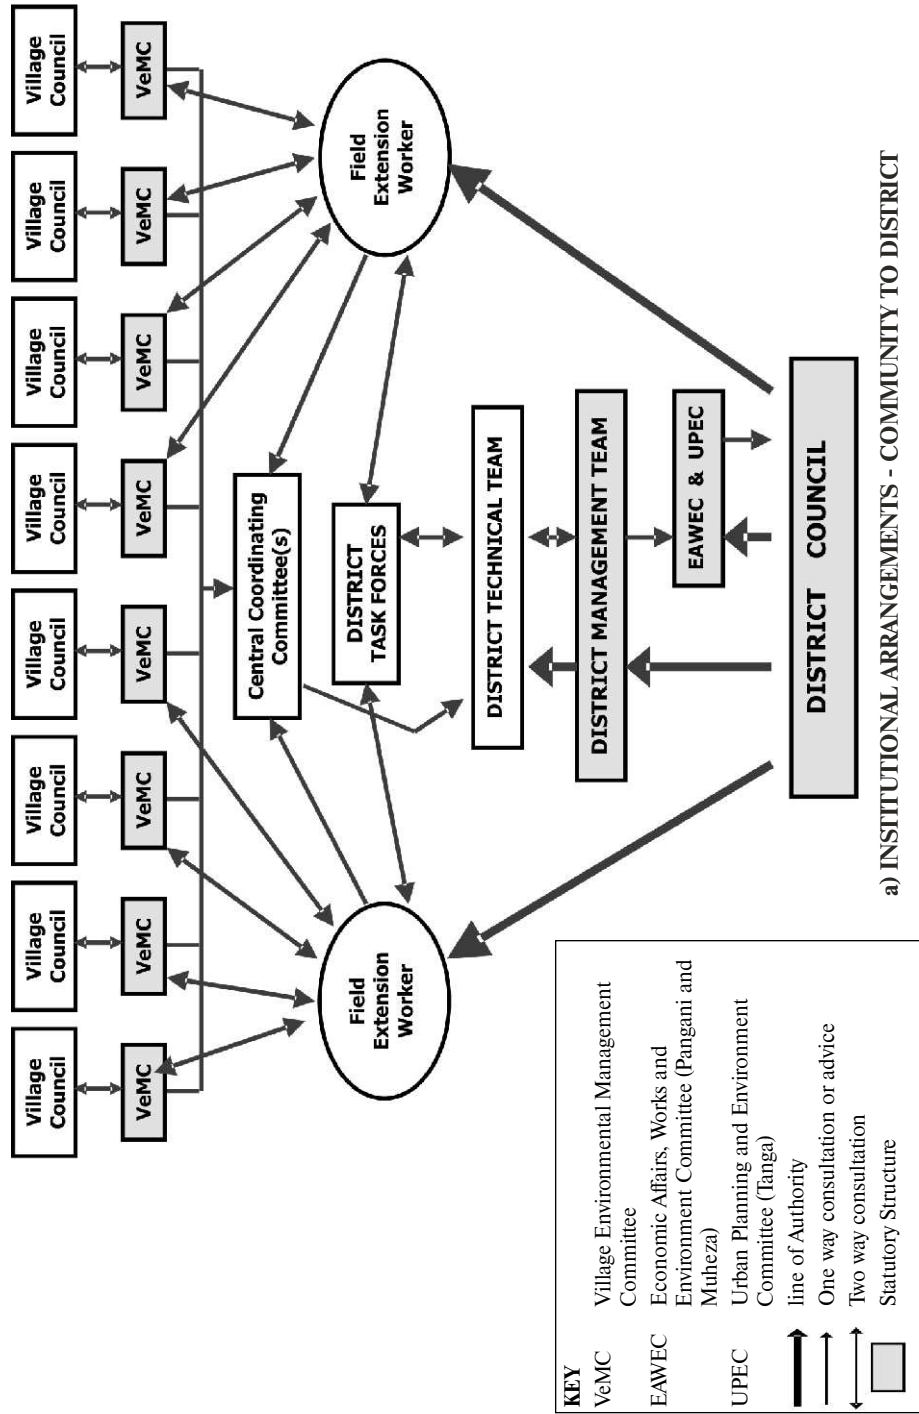 Village
Council
Village
Council
Village
Council
Village
Council
Village
Council
Village
Council
Village
Council
Village
Council
VeMC
VeMC
VeMC
VeMC
VeMC
VeMC
VeMC
VeMC
Central Coordinating
Committee(s)
Field
Extension
Worker
DISTRICT
TASK FORCES
Field
Extension
Worker
DISTRICT TECHNICAL TEAM
DISTRICT MANAGEMENT TEAM
EAWEC & UPEC
DISTRICT COUNCIL
a) INSTITUTIONAL ARRANGEMENTS - COMMUNITY TO DISTRICT
KEY
VeMC Village Environmental Management
Committee
EAWEC Economic Affairs, Works and
Environment Committee (Pangani and
Muheza)
UPEC Urban Planning and Environment
Committee (Tanga)
line of Authority
One way consultation or advice
Two way consultation
Statutory Structure